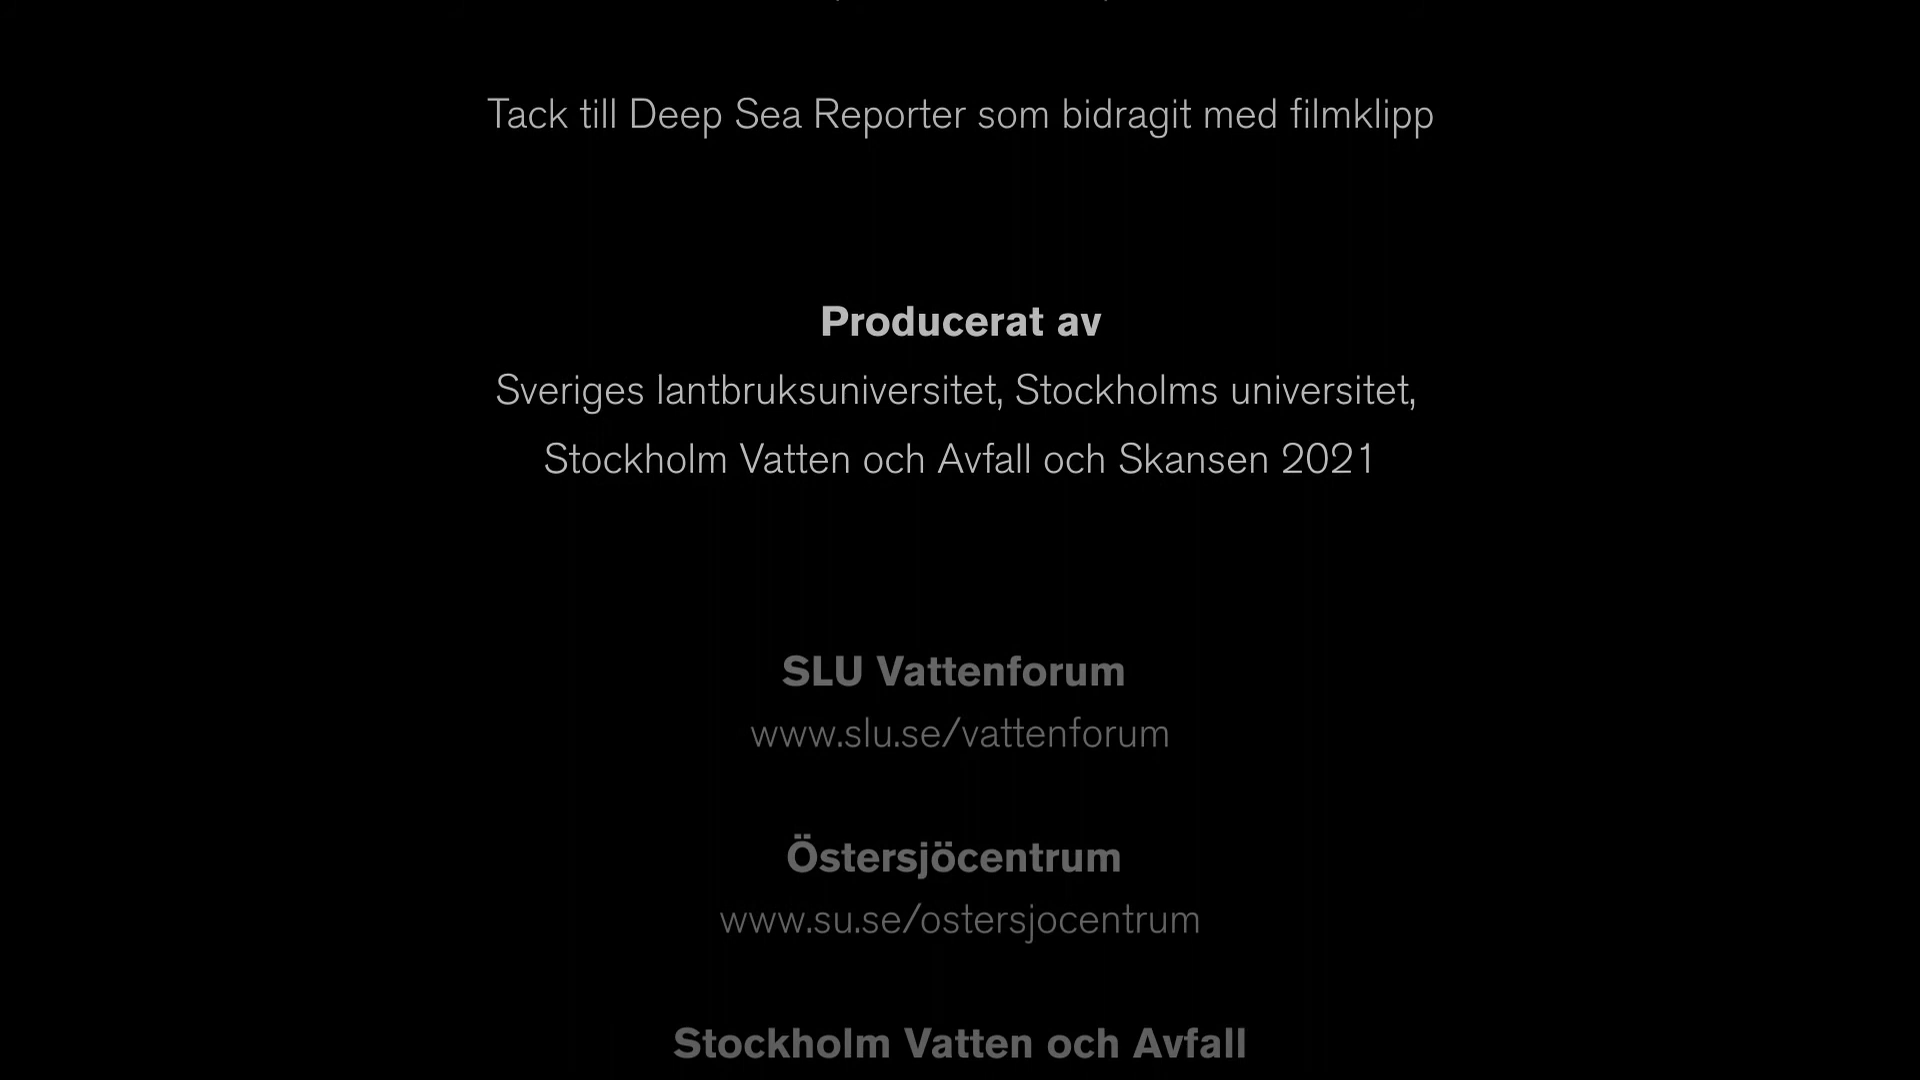 Tack till Deep Sea Reporter som bidragit med filmklipp
Producerat av
Sveriges lantbruksuniversitet, Stockholms universitet,
Stockholm Vatten och Avfall och Skansen 2021
SLU Vattenforum
www.slu.se/vattenforum
Östersjöcentrum
www.su.se/ostersjocentrum
Stockholm Vatten och Avfall